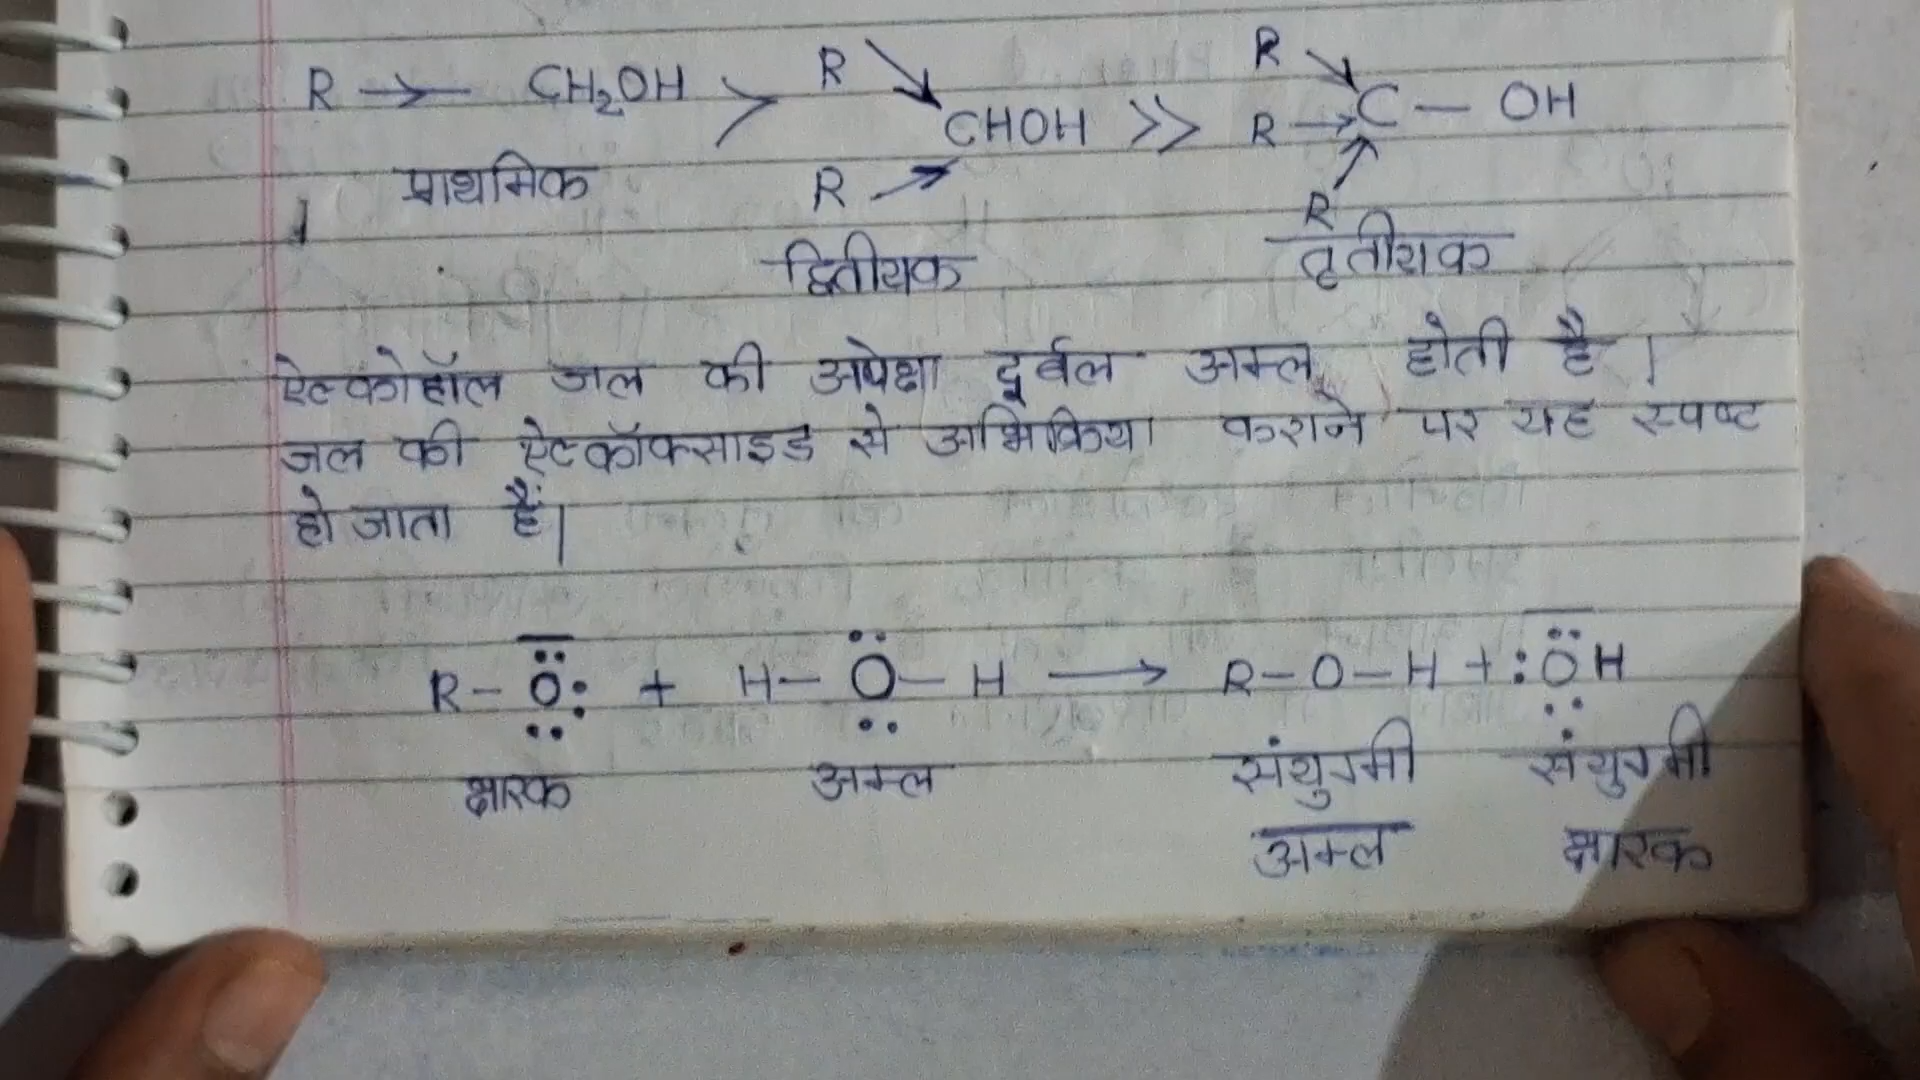 R → CH₂OH > R ↘ CHOH >> R ↘ C — OH
R → R →
प्राथमिक R ↗
द्वितीयक तृतीयक
ऐल्कोहॉल जल की अपेक्षा दुर्बल अम्ल होती है।
जल की ऐल्कॉक्साइड से अभिक्रिया कराने पर यह स्पष्ट
हो जाता हैं।
R – Ö:⁻ + H – Ö – H → R – O – H + :ÖH⁻
क्षारक अम्ल संयुग्मी संयुग्मी
अम्ल क्षारक